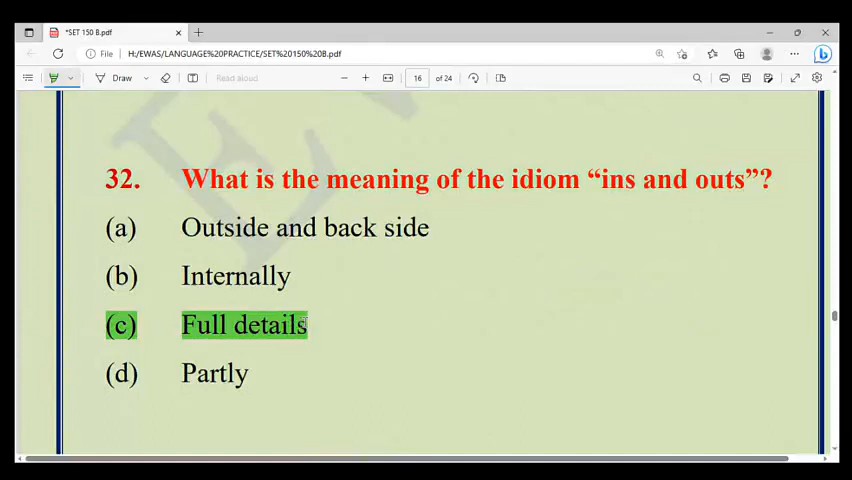 *SET 150 B.pdf
File
H:/EWAS/LANGUAGE%20PRACTICE/SET%20150%20B.pdf
Draw
Read aloud
16 of 24
32. What is the meaning of the idiom “ins and outs”?
(a) Outside and back side
(b) Internally
(c) Full details
(d) Partly